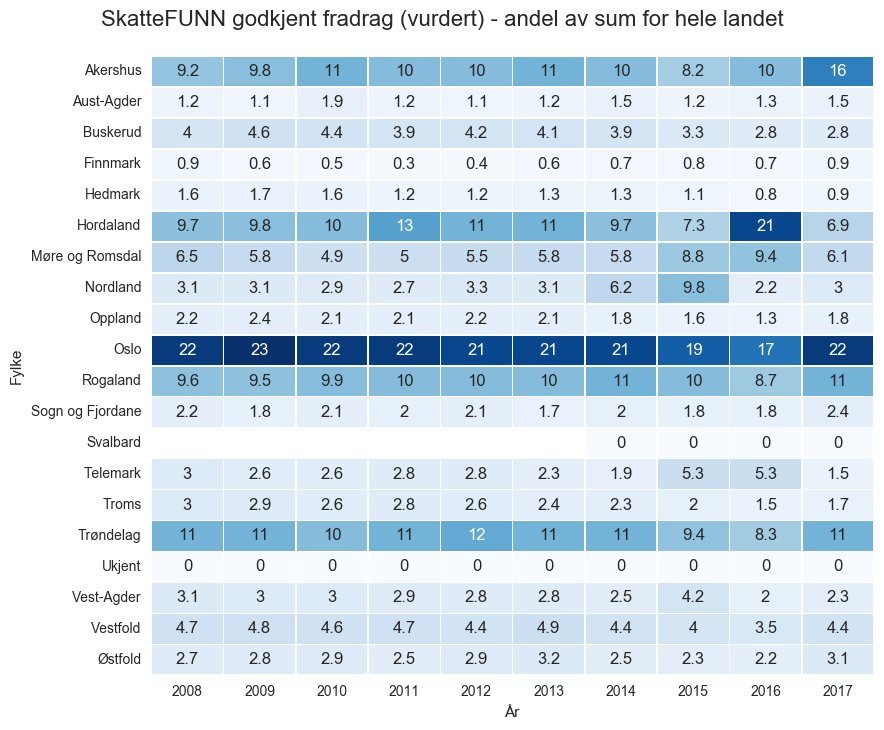 SkatteFUNN godkjent fradrag (vurdert) - andel av sum for hele landet
Akershus 9.2 9.8 11 10 10 11 10 8.2 10 16
Aust-Agder 1.2 1.1 1.9 1.2 1.1 1.2 1.5 1.2 1.3 1.5
Buskerud 4 4.6 4.4 3.9 4.2 4.1 3.9 3.3 2.8 2.8
Finnmark 0.9 0.6 0.5 0.3 0.4 0.6 0.7 0.8 0.7 0.9
Hedmark 1.6 1.7 1.6 1.2 1.2 1.3 1.3 1.1 0.8 0.9
Hordaland 9.7 9.8 10 13 11 11 9.7 7.3 21 6.9
Møre og Romsdal 6.5 5.8 4.9 5 5.5 5.8 5.8 8.8 9.4 6.1
Nordland 3.1 3.1 2.9 2.7 3.3 3.1 6.2 9.8 2.2 3
Oppland 2.2 2.4 2.1 2.1 2.2 2.1 1.8 1.6 1.3 1.8
Oslo 22 23 22 22 21 21 21 19 17 22
Fylke
Rogaland 9.6 9.5 9.9 10 10 10 11 10 8.7 11
Sogn og Fjordane 2.2 1.8 2.1 2 2.1 1.7 2 1.8 1.8 2.4
Svalbard 0 0 0 0
Telemark 3 2.6 2.6 2.8 2.8 2.3 1.9 5.3 5.3 1.5
Troms 3 2.9 2.6 2.8 2.6 2.4 2.3 2 1.5 1.7
Trøndelag 11 11 10 11 12 11 11 9.4 8.3 11
Ukjent 0 0 0 0 0 0 0 0 0 0
Vest-Agder 3.1 3 3 2.9 2.8 2.8 2.5 4.2 2 2.3
Vestfold 4.7 4.8 4.6 4.7 4.4 4.9 4.4 4 3.5 4.4
Østfold 2.7 2.8 2.9 2.5 2.9 3.2 2.5 2.3 2.2 3.1
2008 2009 2010 2011 2012 2013 2014 2015 2016 2017
År